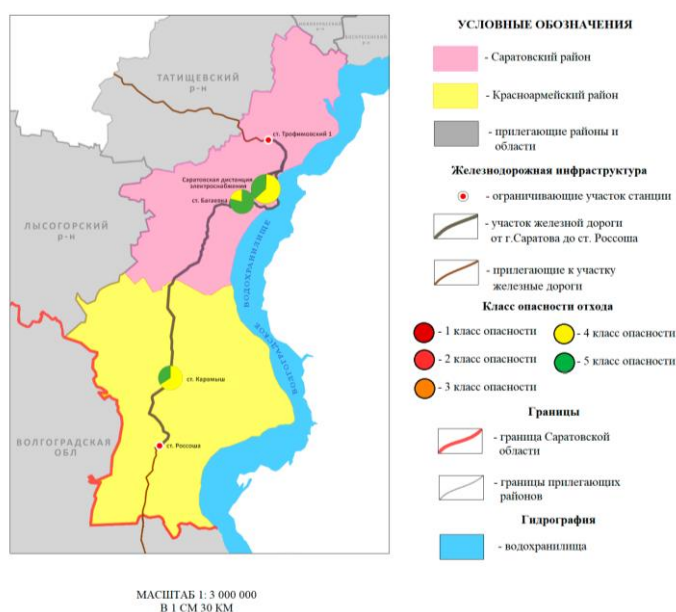 ТАТИЩЕВСКИЙ
р-н
ст. Трофимовский 1
Саратовская дистанция
электроснабжения
ст. Багаевка
ЛЫСОГОРСКИЙ
р-н
ВОДОХРАНИЛИЩЕ
ВОЛГОГРАДСКОЕ
ст. Карамыш
ВОЛГОГРАДСКАЯ
ОБЛ
ст. Россоша
МАСШТАБ 1: 3 000 000
В 1 СМ 30 КМ
УСЛОВНЫЕ ОБОЗНАЧЕНИЯ
- Саратовский район
- Красноармейский район
- прилегающие районы и
области
Железнодорожная инфраструктура
- ограничивающие участок станции
- участок железной дороги
от г.Саратова до ст. Россоша
- прилегающие к участку
железные дороги
Класс опасности отхода
- 1 класс опасности
- 4 класс опасности
- 2 класс опасности
- 5 класс опасности
- 3 класс опасности
Границы
- граница Саратовской
области
- границы прилегающих
районов
Гидрография
- водохранилища